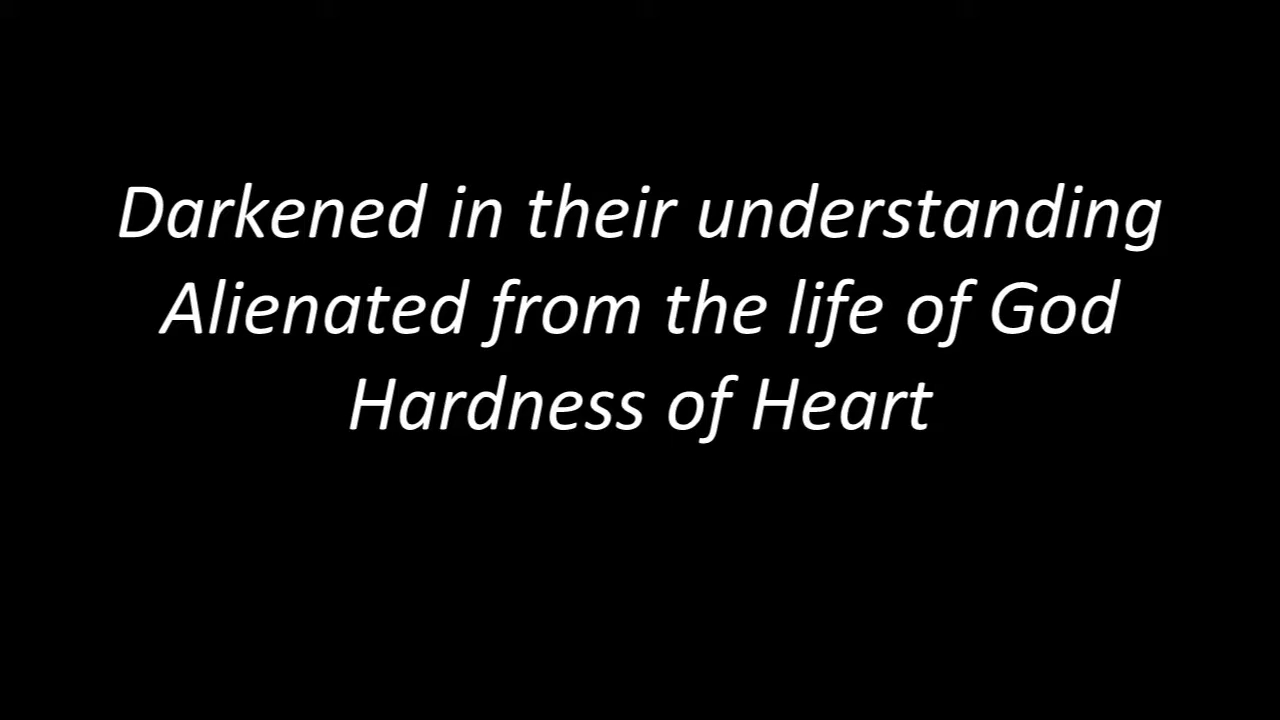 Darkened in their understanding
Alienated from the life of God
Hardness of Heart